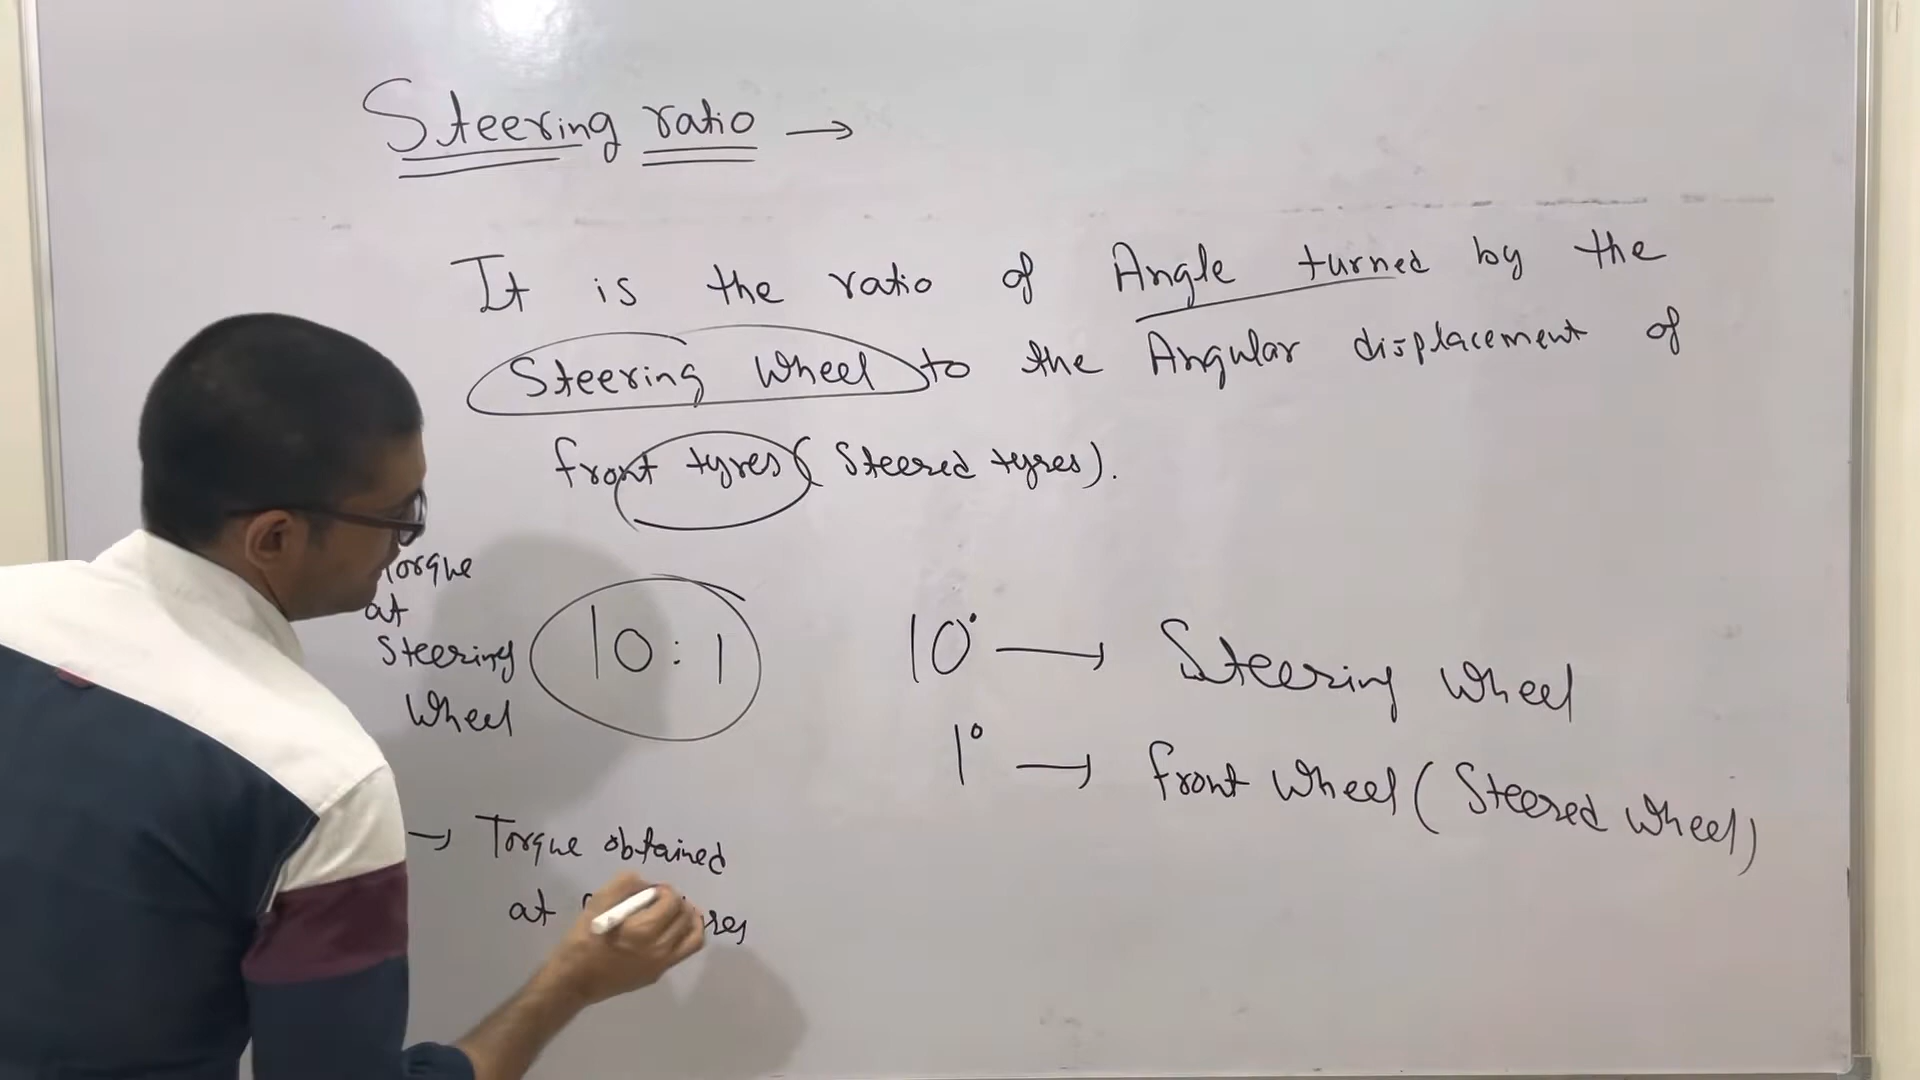 Steering ratio →
It is the ratio of Angle turned by the
Steering Wheel to the Angular displacement of
front tyres (Steered tyres).
Torque
at
Steering
Wheel
10:1
10° → Steering Wheel
1° → front Wheel (Steered Wheel)
→ Torque obtained
at